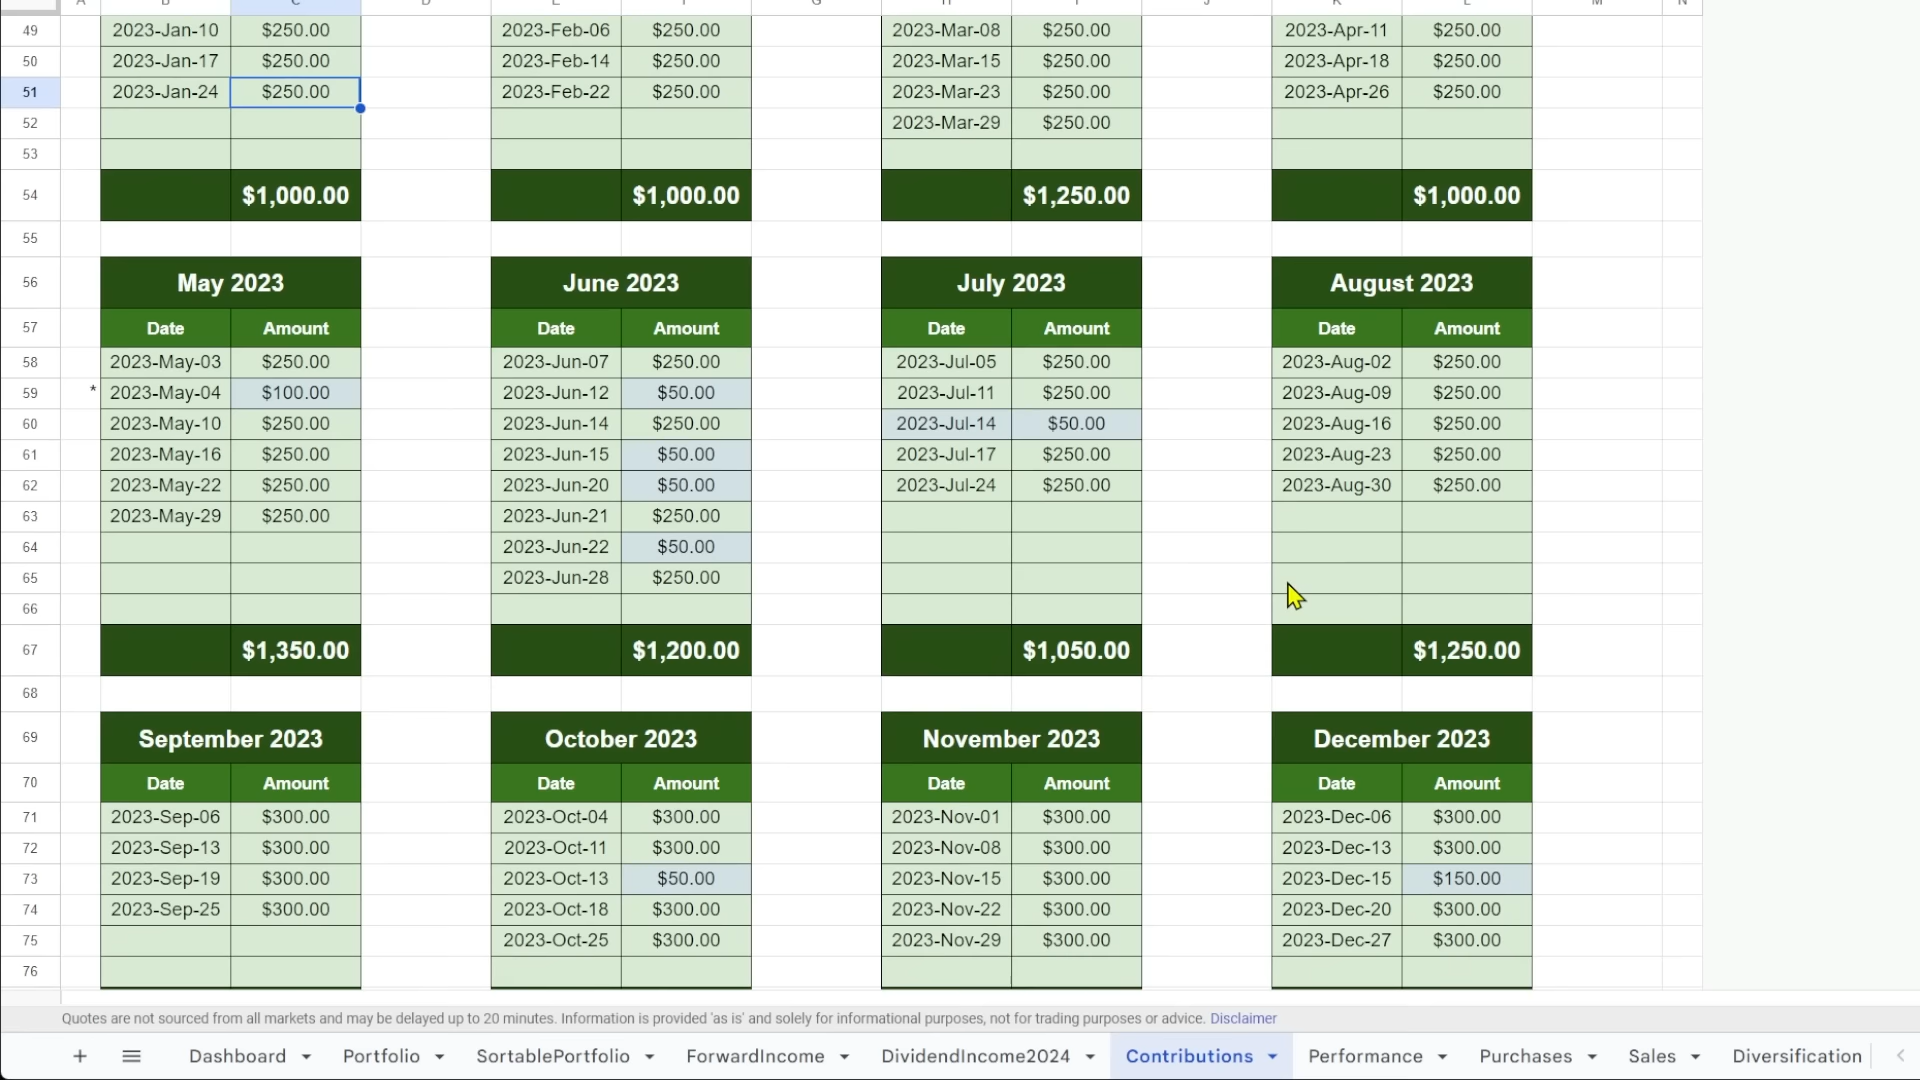 49 2023-Jan-10 $250.00 2023-Feb-06 $250.00 2023-Mar-08 $250.00 2023-Apr-11 $250.00
50 2023-Jan-17 $250.00 2023-Feb-14 $250.00 2023-Mar-15 $250.00 2023-Apr-18 $250.00
51 2023-Jan-24 $250.00 2023-Feb-22 $250.00 2023-Mar-23 $250.00 2023-Apr-26 $250.00
52 2023-Mar-29 $250.00
53
54 $1,000.00 $1,000.00 $1,250.00 $1,000.00
55
56 May 2023 June 2023 July 2023 August 2023
57 Date Amount Date Amount Date Amount Date Amount
58 2023-May-03 $250.00 2023-Jun-07 $250.00 2023-Jul-05 $250.00 2023-Aug-02 $250.00
59 * 2023-May-04 $100.00 2023-Jun-12 $50.00 2023-Jul-11 $250.00 2023-Aug-09 $250.00
60 2023-May-10 $250.00 2023-Jun-14 $250.00 2023-Jul-14 $50.00 2023-Aug-16 $250.00
61 2023-May-16 $250.00 2023-Jun-15 $50.00 2023-Jul-17 $250.00 2023-Aug-23 $250.00
62 2023-May-22 $250.00 2023-Jun-20 $50.00 2023-Jul-24 $250.00 2023-Aug-30 $250.00
63 2023-May-29 $250.00 2023-Jun-21 $250.00
64 2023-Jun-22 $50.00
65 2023-Jun-28 $250.00
66
67 $1,350.00 $1,200.00 $1,050.00 $1,250.00
68
69 September 2023 October 2023 November 2023 December 2023
70 Date Amount Date Amount Date Amount Date Amount
71 2023-Sep-06 $300.00 2023-Oct-04 $300.00 2023-Nov-01 $300.00 2023-Dec-06 $300.00
72 2023-Sep-13 $300.00 2023-Oct-11 $300.00 2023-Nov-08 $300.00 2023-Dec-13 $300.00
73 2023-Sep-19 $300.00 2023-Oct-13 $50.00 2023-Nov-15 $300.00 2023-Dec-15 $150.00
74 2023-Sep-25 $300.00 2023-Oct-18 $300.00 2023-Nov-22 $300.00 2023-Dec-20 $300.00
75 2023-Oct-25 $300.00 2023-Nov-29 $300.00 2023-Dec-27 $300.00
76
Quotes are not sourced from all markets and may be delayed up to 20 minutes. Information is provided 'as is' and solely for informational purposes, not for trading purposes or advice. Disclaimer
Dashboard Portfolio SortablePortfolio ForwardIncome DividendIncome2024 Contributions Performance Purchases Sales Diversification